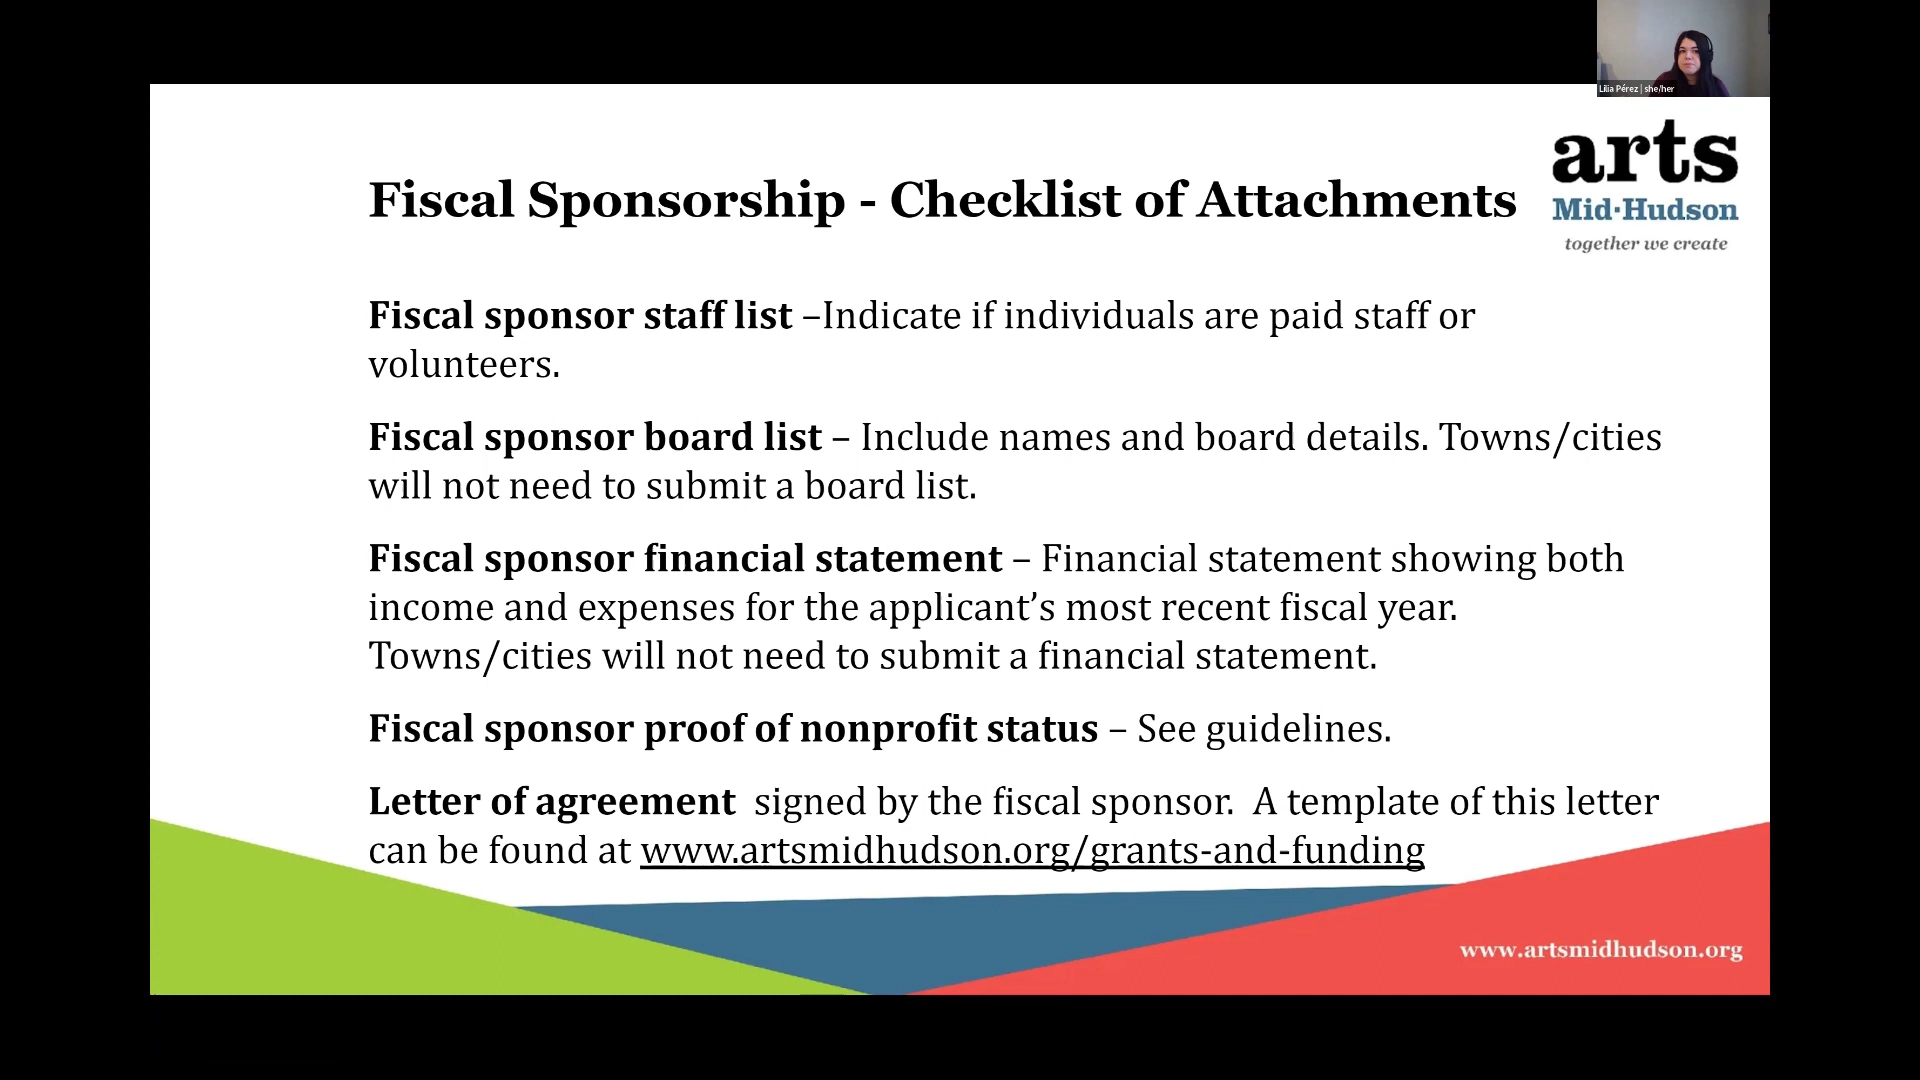 Lilia Pérez | she/her
arts
Mid·Hudson
together we create
Fiscal Sponsorship - Checklist of Attachments
Fiscal sponsor staff list –Indicate if individuals are paid staff or
volunteers.
Fiscal sponsor board list – Include names and board details. Towns/cities
will not need to submit a board list.
Fiscal sponsor financial statement – Financial statement showing both
income and expenses for the applicant’s most recent fiscal year.
Towns/cities will not need to submit a financial statement.
Fiscal sponsor proof of nonprofit status – See guidelines.
Letter of agreement  signed by the fiscal sponsor.  A template of this letter
can be found at www.artsmidhudson.org/grants-and-funding
www.artsmidhudson.org